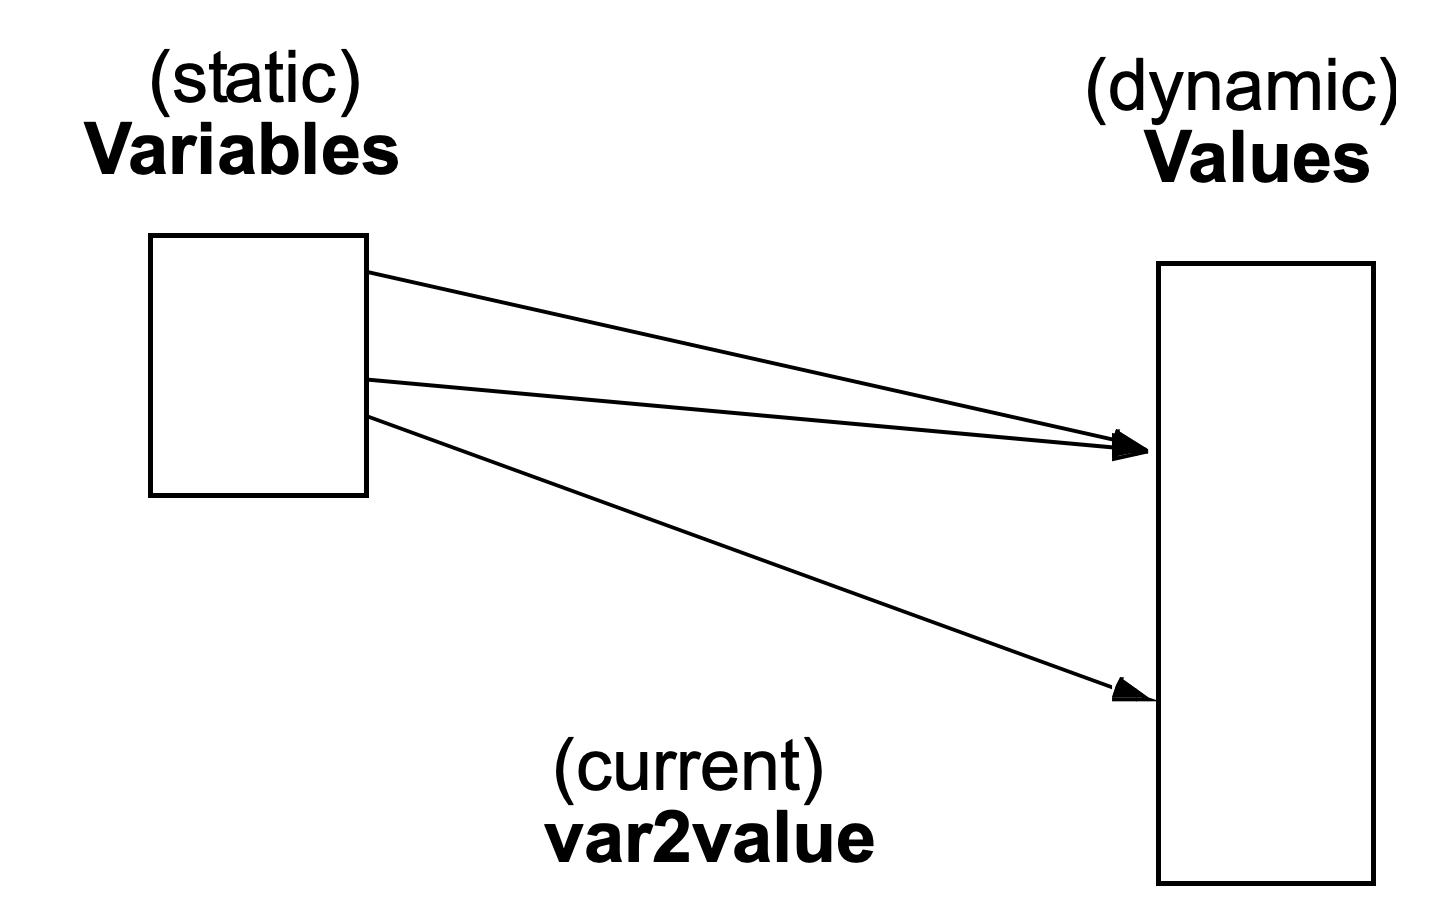 (static)
Variables
(dynamic)
Values
(current)
var2value